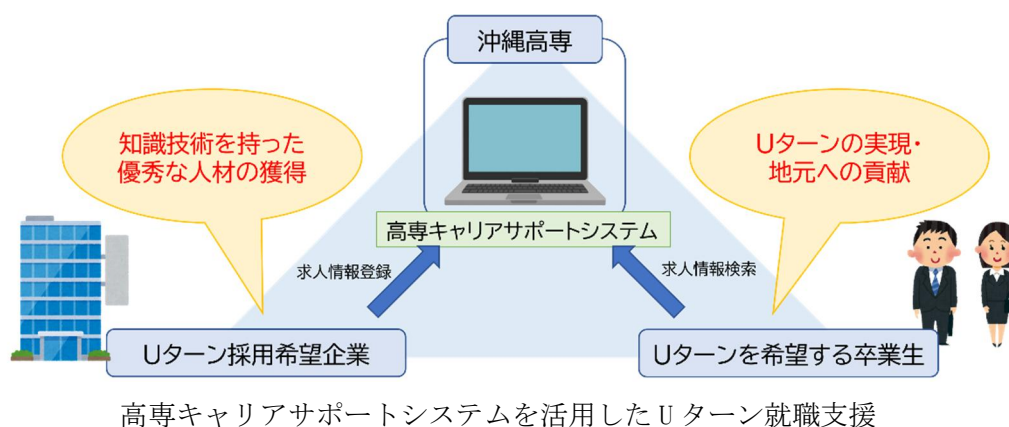 沖縄高専
知識技術を持った
優秀な人材の獲得
Uターンの実現・
地元への貢献
高専キャリアサポートシステム
求人情報登録
求人情報検索
Uターン採用希望企業
Uターンを希望する卒業生
高専キャリアサポートシステムを活用したUターン就職支援